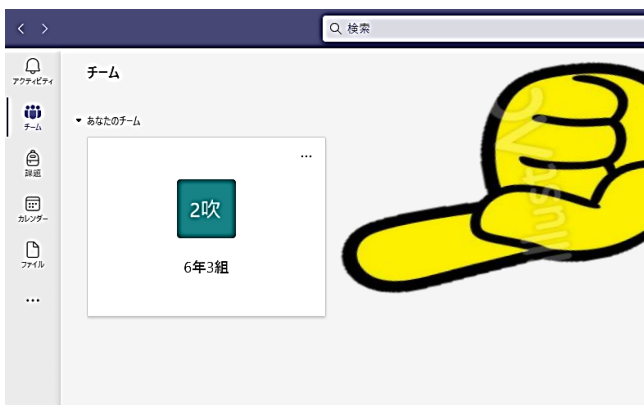 検索
アクティビティ
チーム
課題
カレンダー
ファイル
チーム
あなたのチーム
2吹
6年3組
illustAC